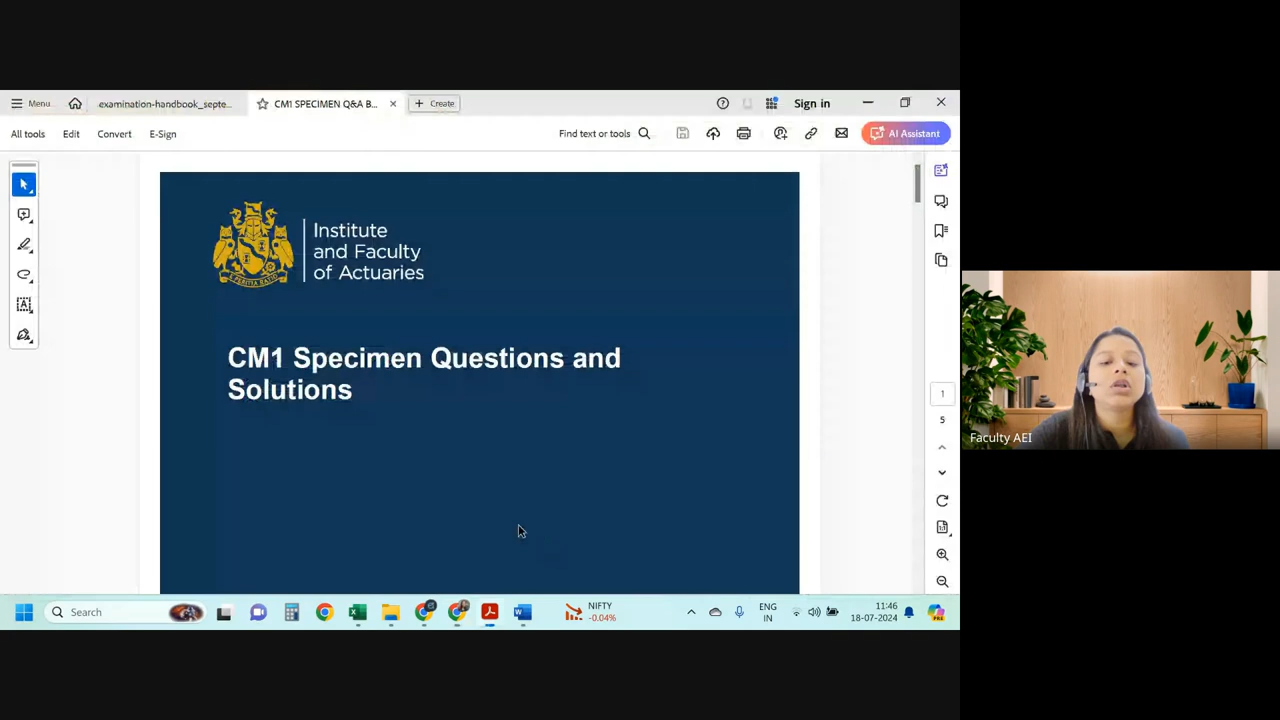 Menu
examination-handbook_septe...
CM1 SPECIMEN Q&A B...
Create
Sign in
All tools
Edit
Convert
E-Sign
Find text or tools
AI Assistant
Institute
and Faculty
of Actuaries
CM1 Specimen Questions and
Solutions
1
5
Faculty AEI
Search
NIFTY
-0.04%
ENG
IN
11:46
18-07-2024